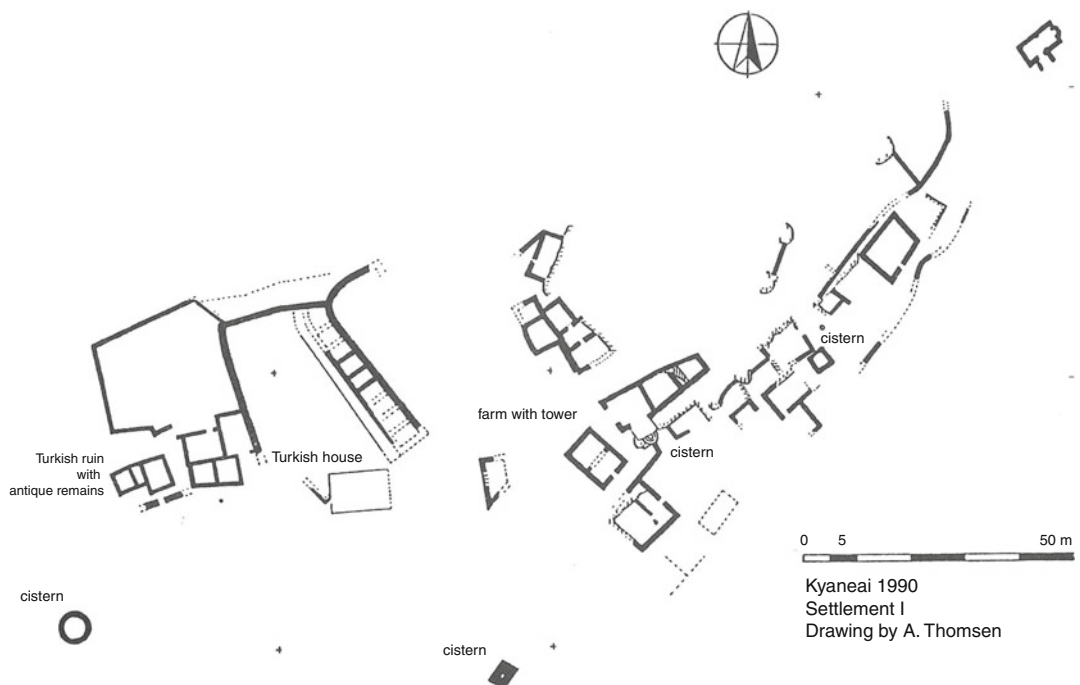 cistern
farm with tower
cistern
Turkish ruin
with
antique remains
Turkish house
0 5 50 m
Kyaneai 1990
Settlement I
Drawing by A. Thomsen
cistern
cistern